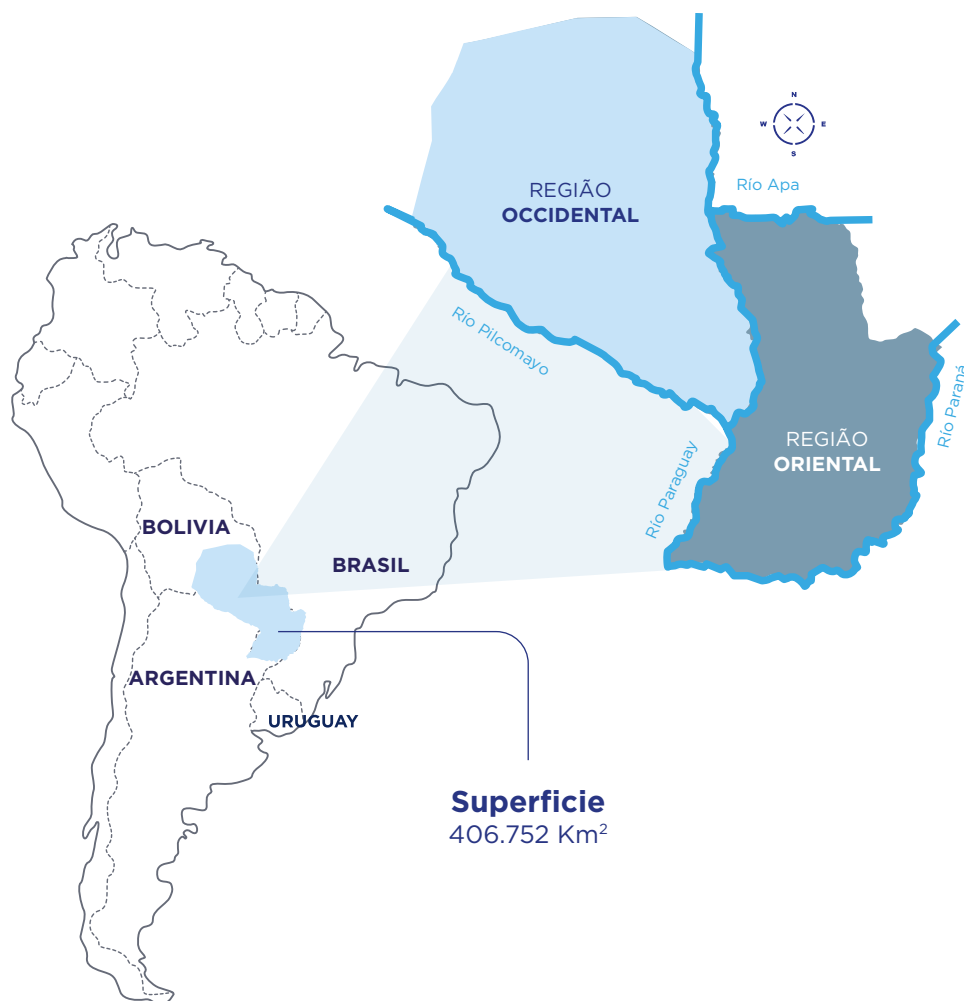 N
W E
S
Río Apa
REGIÃO
OCCIDENTAL
Río Pilcomayo
Río Paraná
REGIÃO
ORIENTAL
Río Paraguay
BOLIVIA
BRASIL
ARGENTINA
URUGUAY
Superficie
406.752 Km²